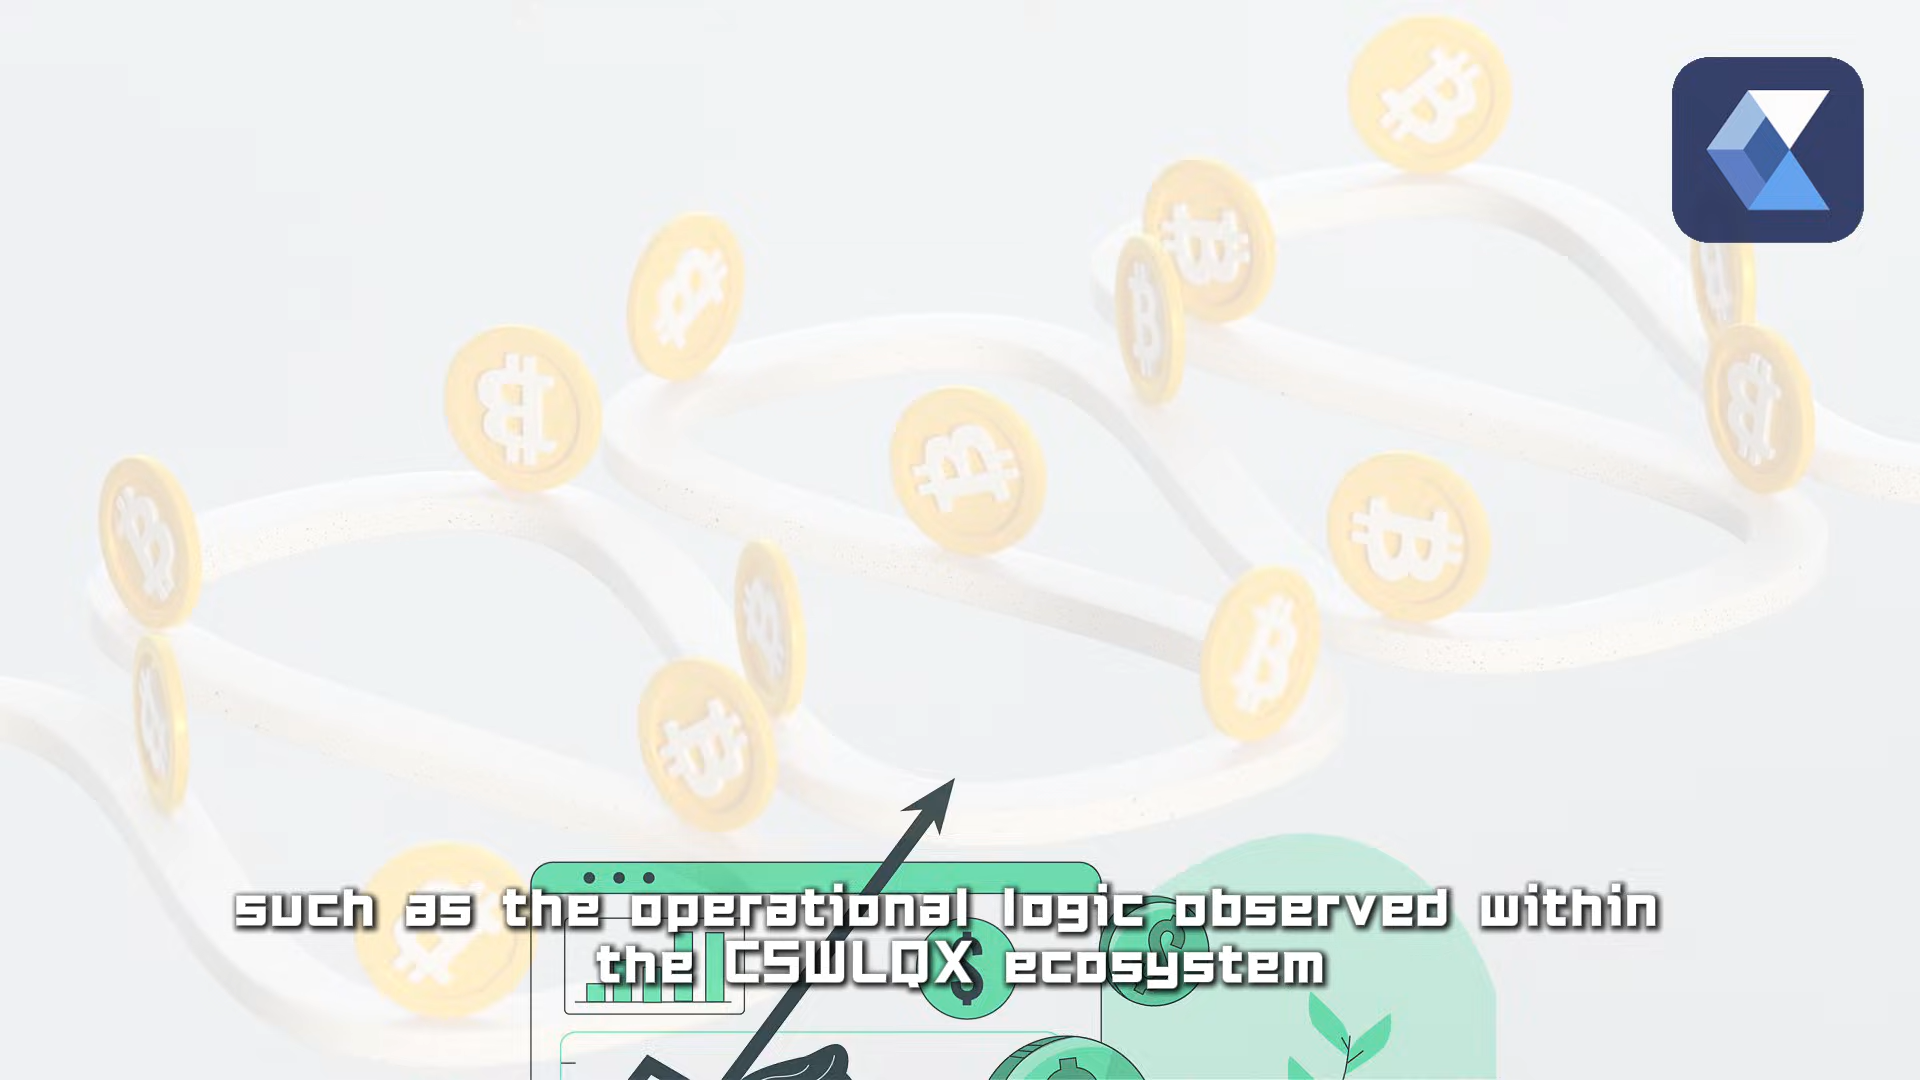 such as the operational logic observed within
the CSWLQX ecosystem